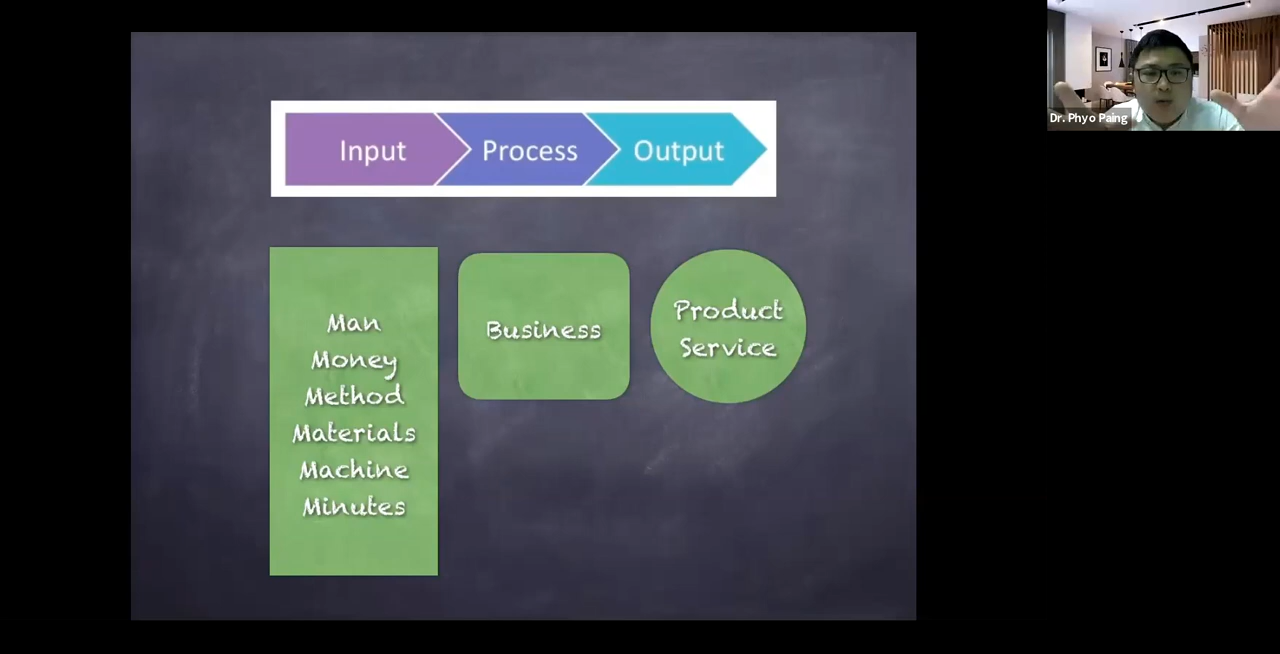 Input
Process
Output
Man
Money
Method
Materials
Machine
Minutes
Business
Product
Service
Dr. Phyo Paing